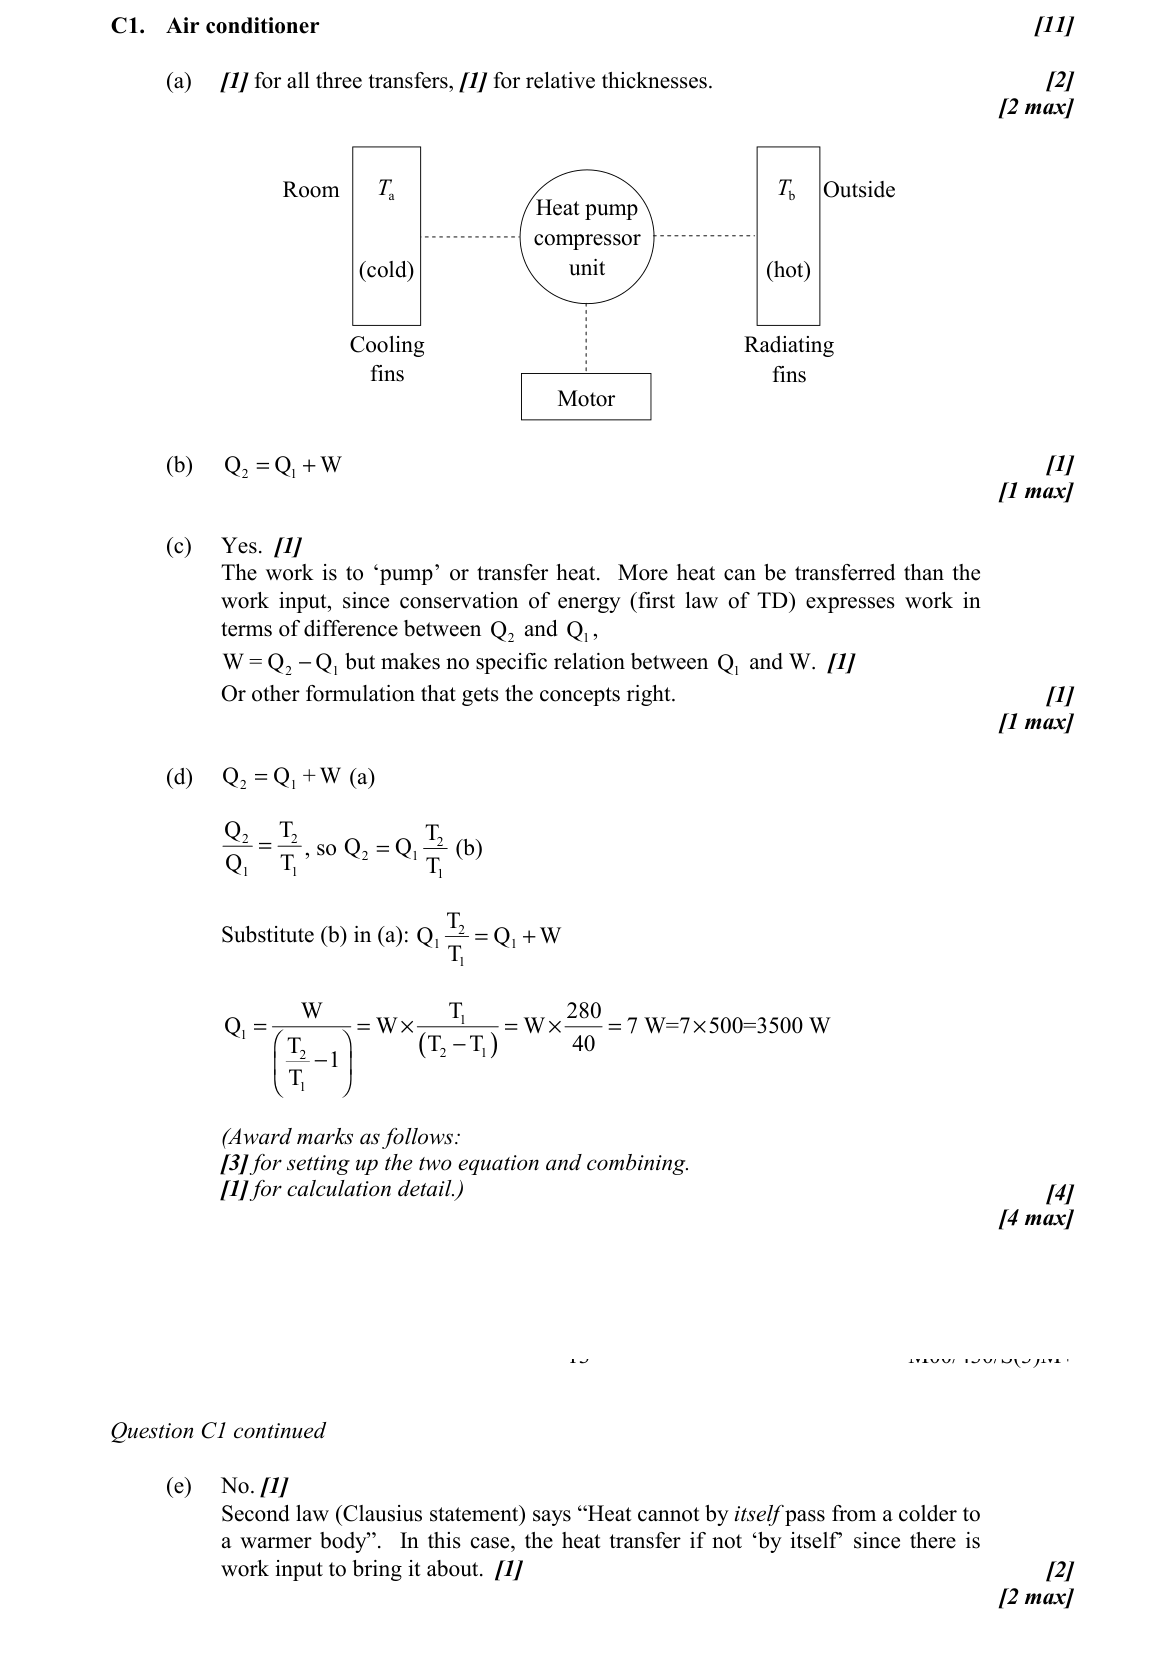 C1. Air conditioner [11]
(a) [1] for all three transfers, [1] for relative thicknesses. [2]
[2 max]
Room T_a T_b Outside
Heat pump
compressor
unit
(cold) (hot)
Cooling
fins
Radiating
fins
Motor
(b) Q₂ = Q₁ + W [1]
[1 max]
(c) Yes. [1]
The work is to ‘pump’ or transfer heat. More heat can be transferred than the
work input, since conservation of energy (first law of TD) expresses work in
terms of difference between Q₂ and Q₁,
W = Q₂ − Q₁ but makes no specific relation between Q₁ and W. [1]
Or other formulation that gets the concepts right. [1]
[1 max]
(d) Q₂ = Q₁ + W (a)
Q₂/Q₁ = T₂/T₁, so Q₂ = Q₁ T₂/T₁ (b)
Substitute (b) in (a): Q₁ T₂/T₁ = Q₁ + W
Q₁ = W/(T₂/T₁ − 1) = W × T₁/(T₂ − T₁) = W × 280/40 = 7 W=7×500=3500 W
(Award marks as follows:
[3] for setting up the two equation and combining.
[1] for calculation detail.) [4]
[4 max]
Question C1 continued
(e) No. [1]
Second law (Clausius statement) says “Heat cannot by itself pass from a colder to
a warmer body”. In this case, the heat transfer if not ‘by itself’ since there is
work input to bring it about. [1] [2]
[2 max]